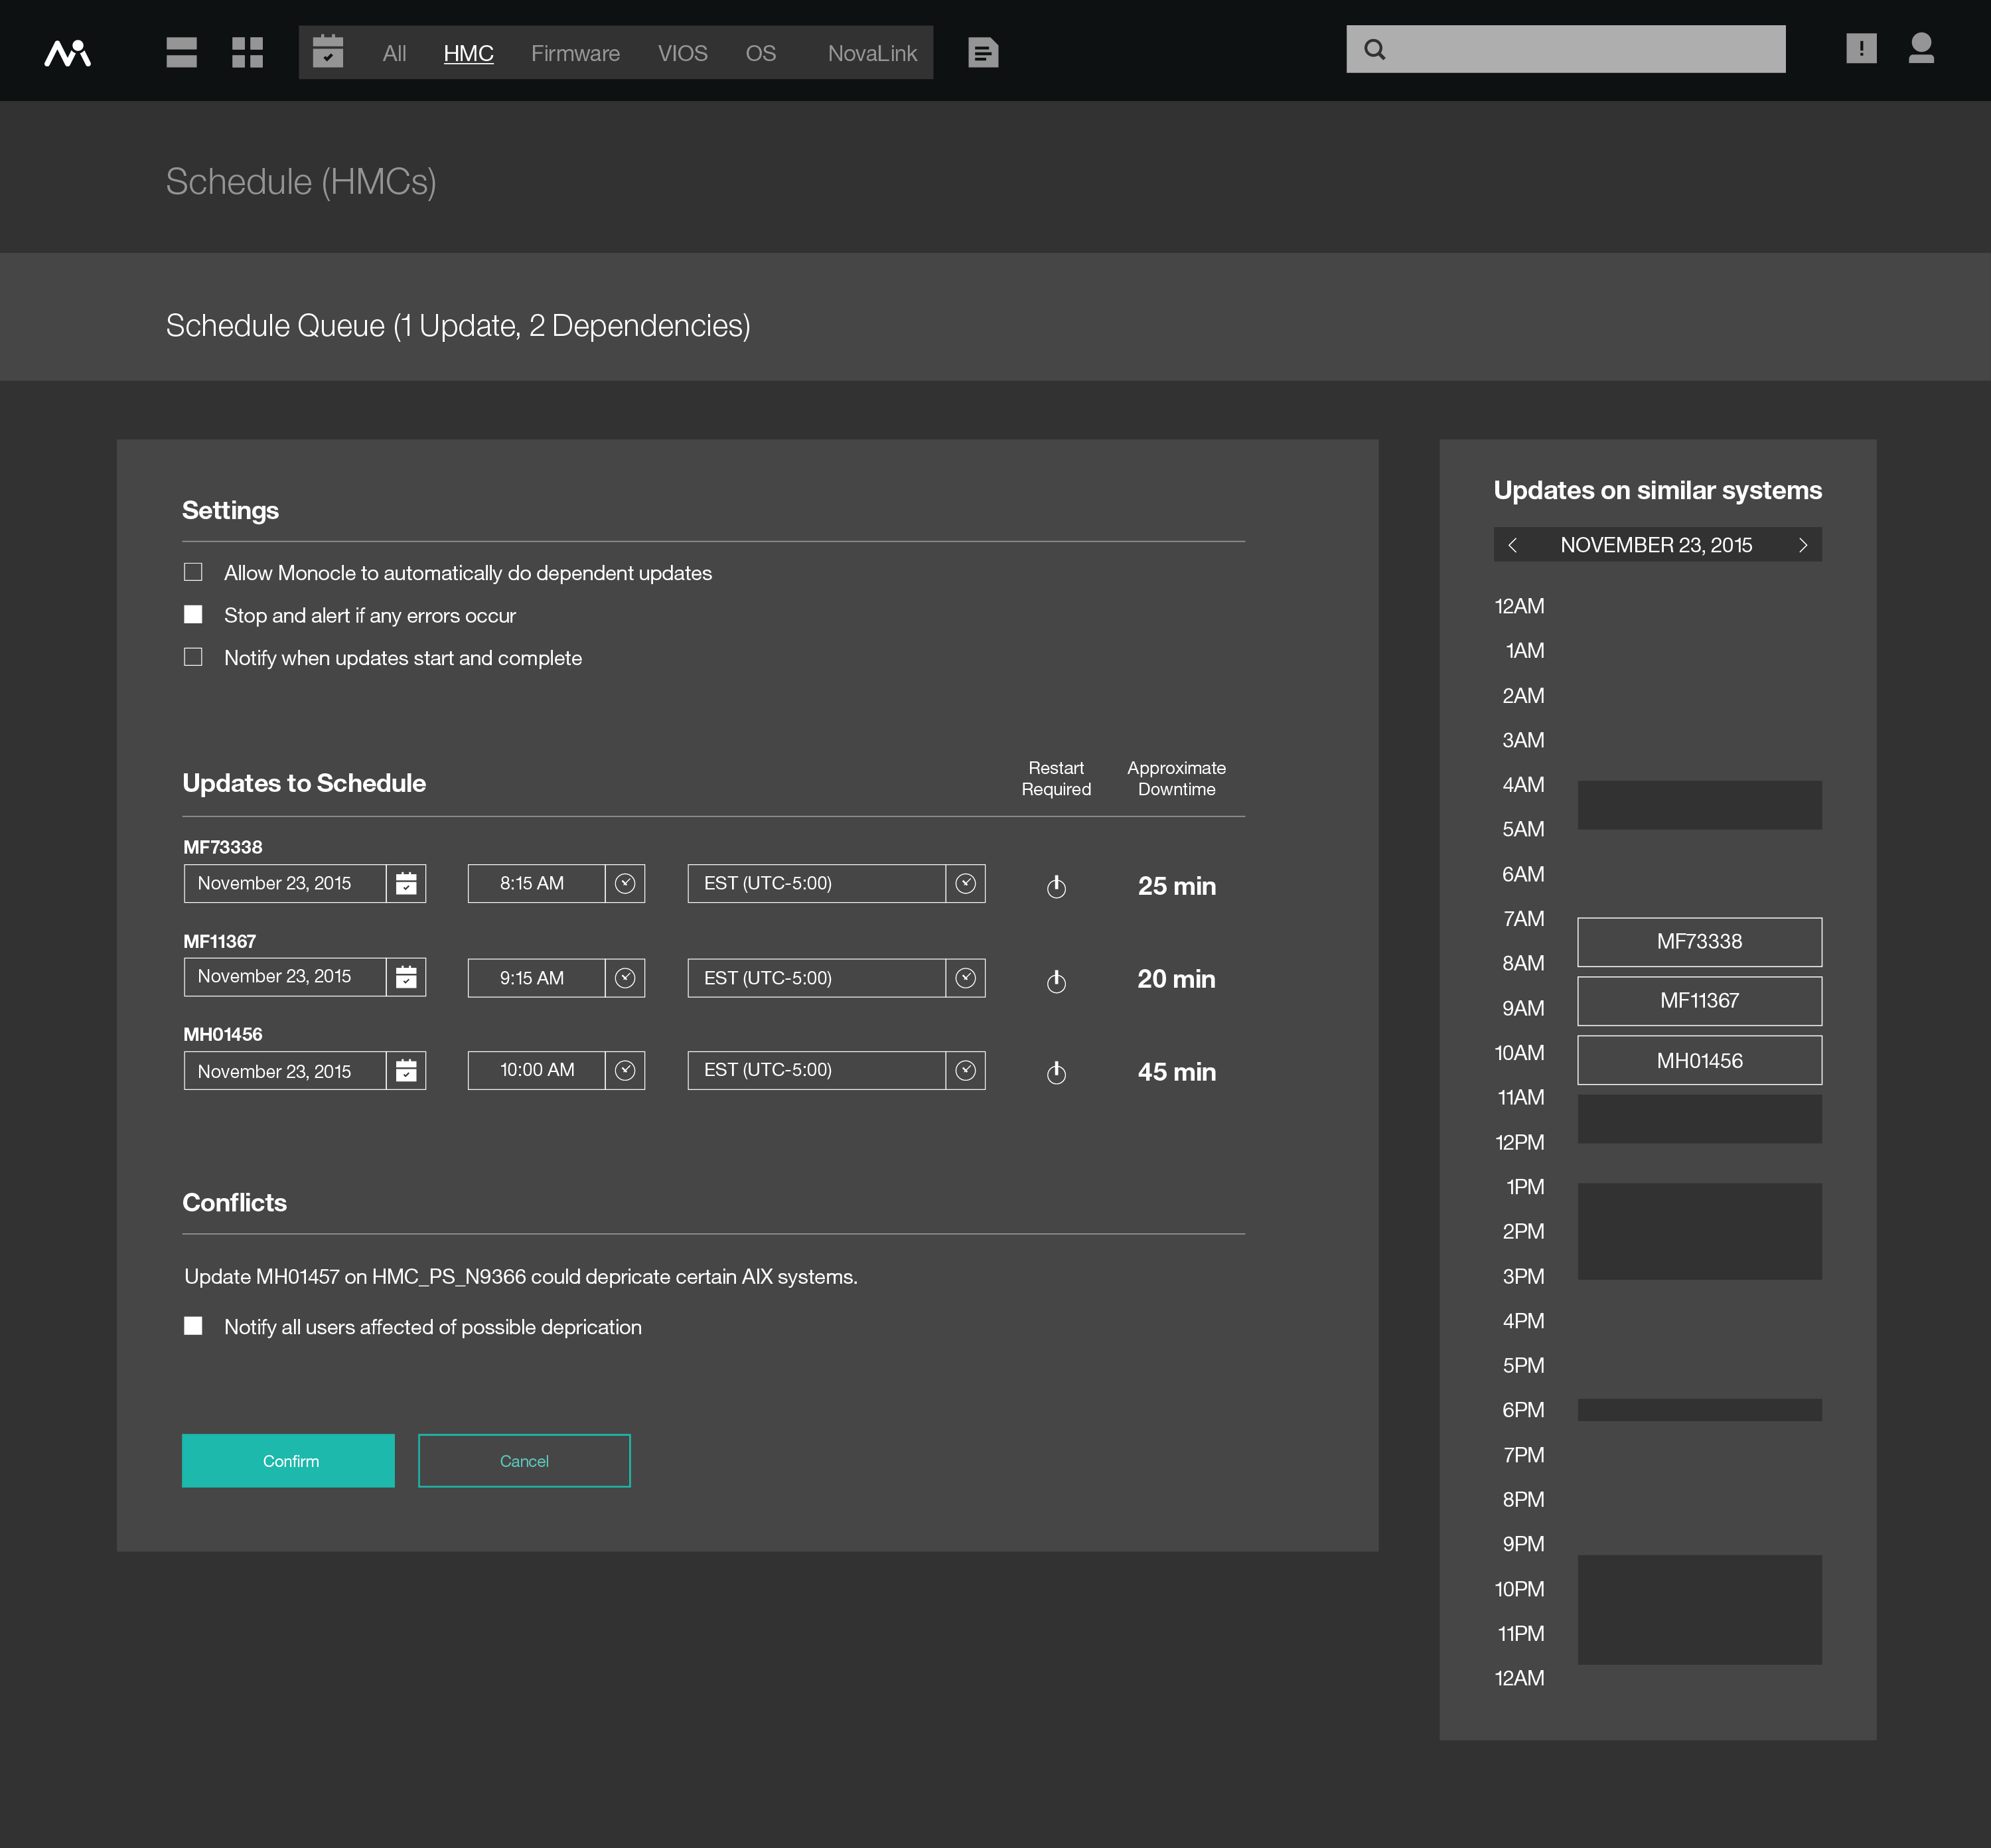 All HMC Firmware VIOS OS NovaLink
Schedule (HMCs)
Schedule Queue (1 Update, 2 Dependencies)
Settings
Allow Monocle to automatically do dependent updates
Stop and alert if any errors occur
Notify when updates start and complete
Updates to Schedule
Restart
Required
Approximate
Downtime
MF73338
November 23, 2015 8:15 AM EST (UTC-5:00) 25 min
MF11367
November 23, 2015 9:15 AM EST (UTC-5:00) 20 min
MH01456
November 23, 2015 10:00 AM EST (UTC-5:00) 45 min
Conflicts
Update MH01457 on HMC_PS_N9366 could depricate certain AIX systems.
Notify all users affected of possible deprication
Confirm Cancel
Updates on similar systems
NOVEMBER 23, 2015
12AM
1AM
2AM
3AM
4AM
5AM
6AM
7AM
MF73338
8AM
MF11367
9AM
10AM
MH01456
11AM
12PM
1PM
2PM
3PM
4PM
5PM
6PM
7PM
8PM
9PM
10PM
11PM
12AM